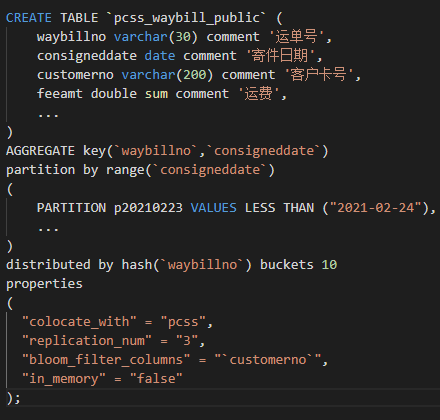 CREATE TABLE `pcss_waybill_public` (
    waybillno varchar(30) comment '运单号',
    consigneddate date comment '寄件日期',
    customerno varchar(200) comment '客户卡号',
    feeamt double sum comment '运费',
    ...
)
AGGREGATE key(`waybillno`,`consigneddate`)
partition by range(`consigneddate`)
(
    PARTITION p20210223 VALUES LESS THAN ("2021-02-24"),
    ...
)
distributed by hash(`waybillno`) buckets 10
properties
(
  "colocate_with" = "pcss",
  "replication_num" = "3",
  "bloom_filter_columns" = "`customerno`",
  "in_memory" = "false"
);